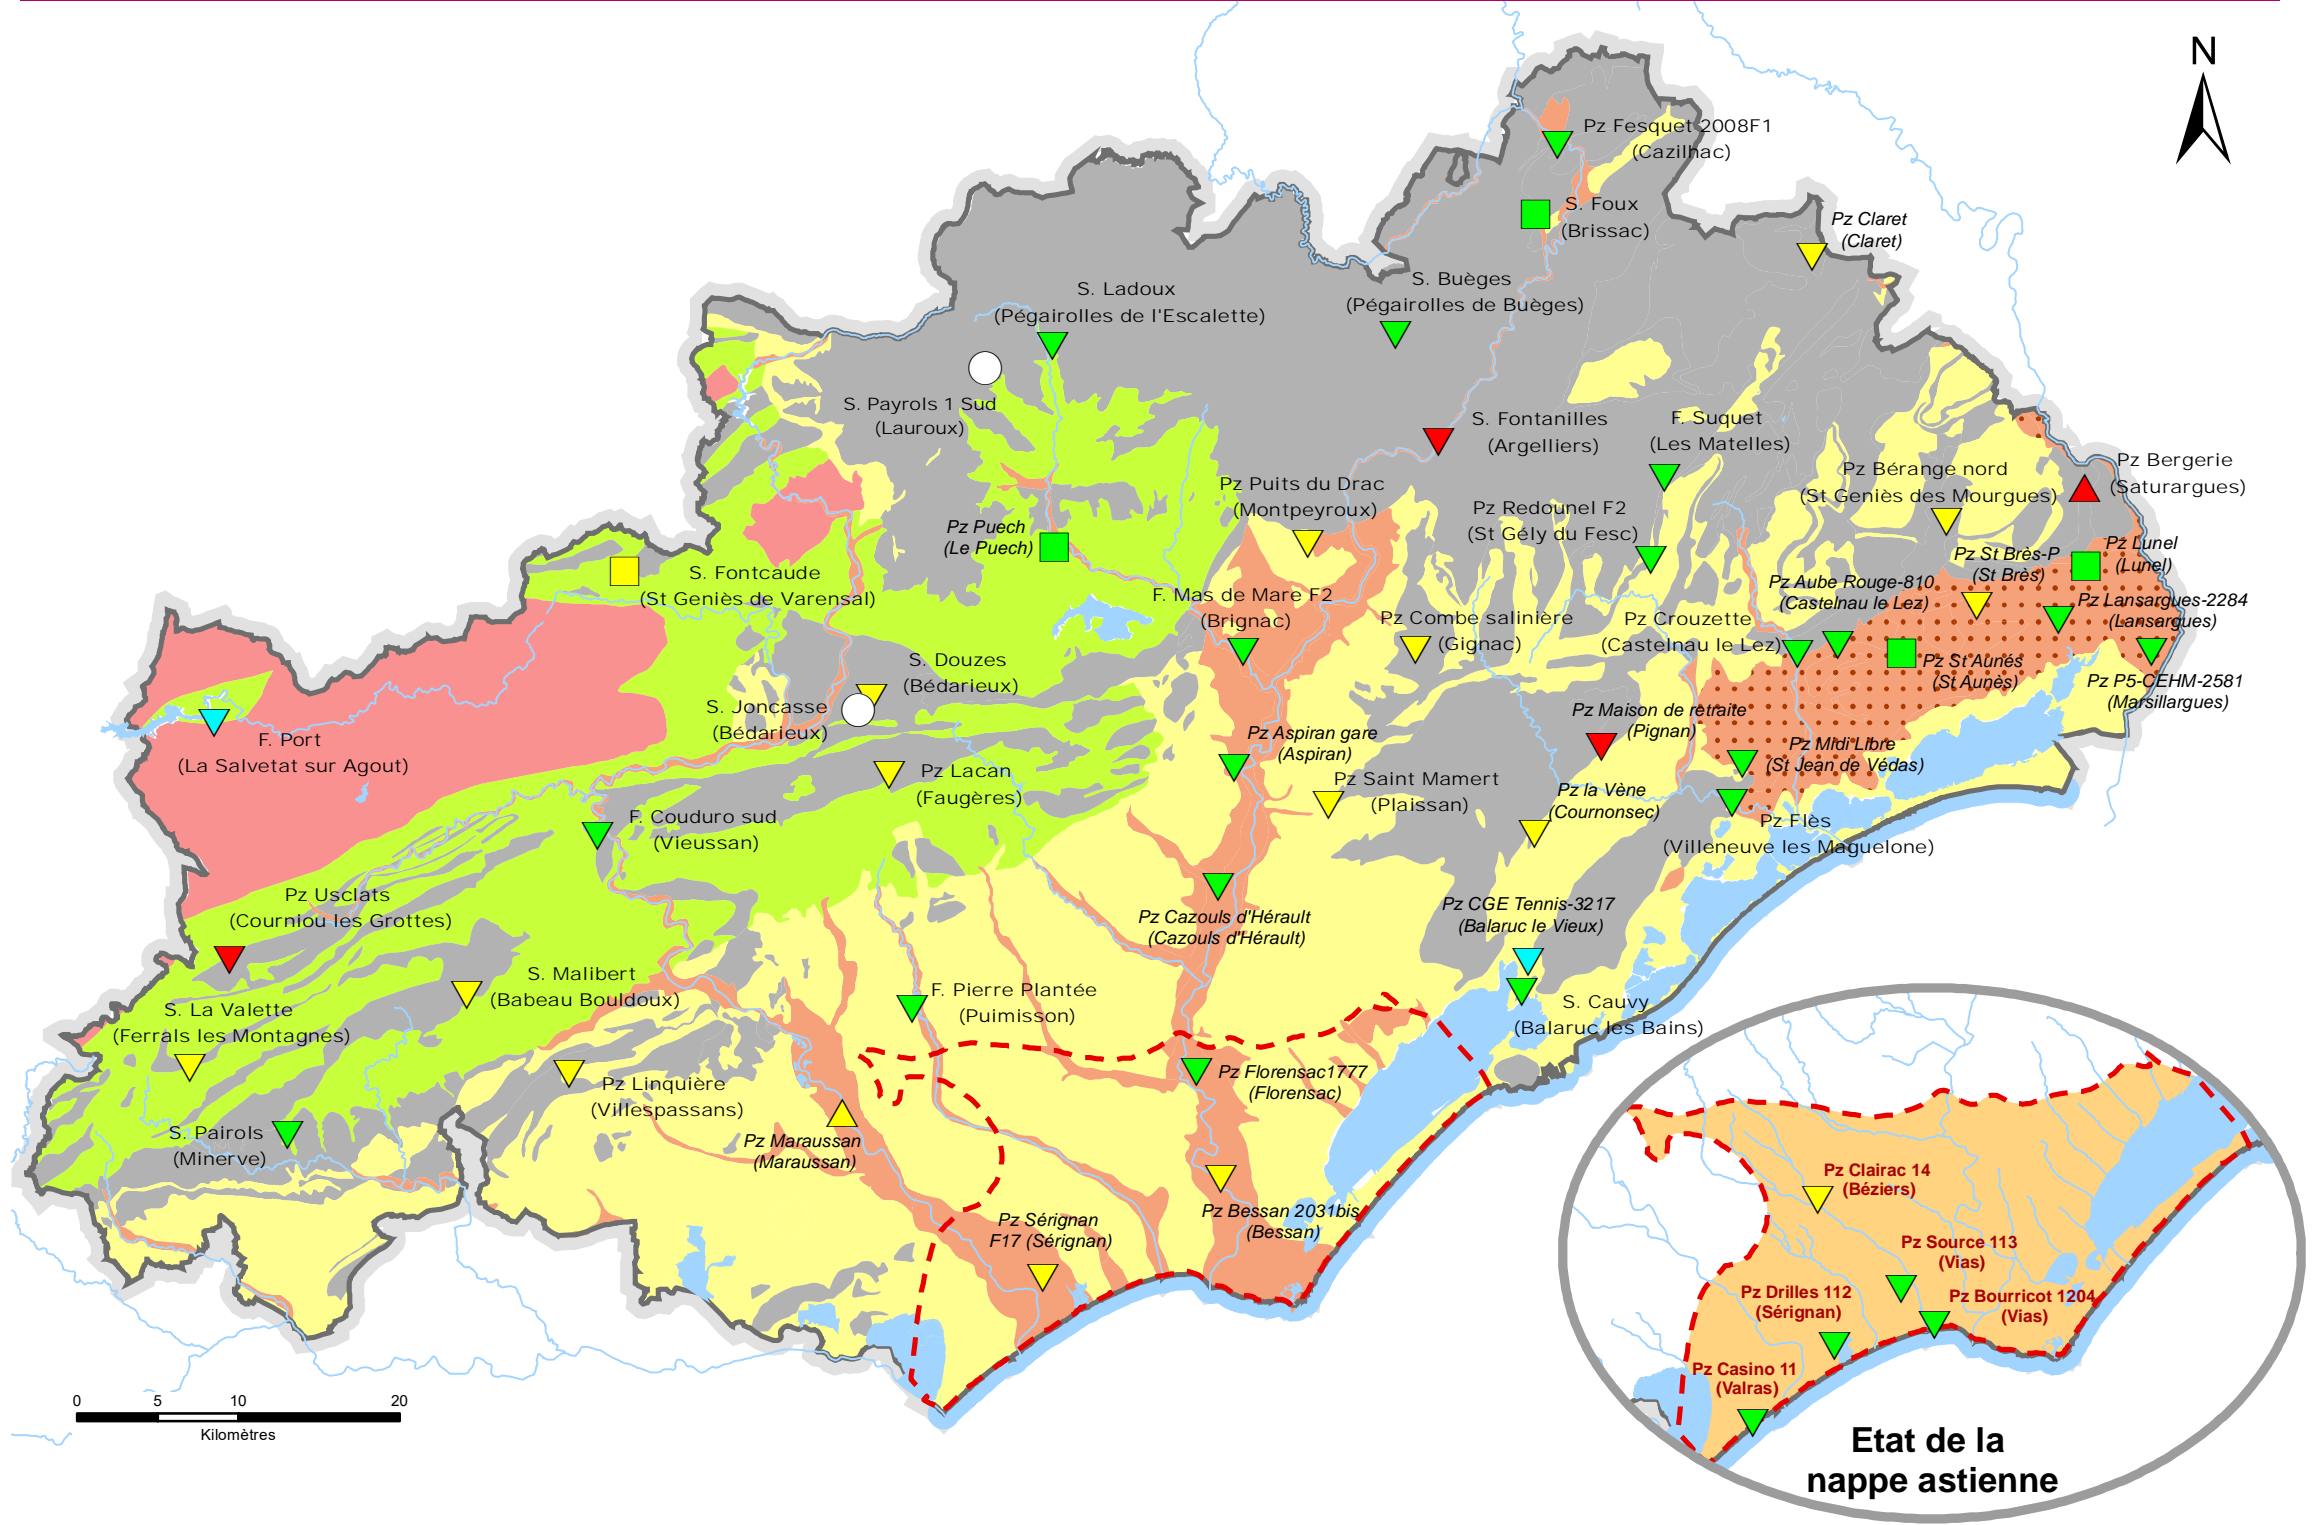 N
Pz Fesquet 2008F1
(Cazilhac)
S. Foux
(Brissac)
Pz Claret
(Claret)
S. Buèges
(Pégairolles de Buèges)
S. Ladoux
(Pégairolles de l'Escalette)
S. Payrols 1 Sud
(Lauroux)
S. Fontanilles
(Argelliers)
F. Suquet
(Les Matelles)
Pz Bérange nord
(St Geniès des Mourgues)
Pz Bergerie
(Saturargues)
Pz Puits du Drac
(Montpeyroux)
Pz Redounel F2
(St Gély du Fesc)
Pz Puech
(Le Puech)
Pz St Brès-P
(St Brès)
Pz Lunel
(Lunel)
S. Fontcaude
(St Geniès de Varensal)
F. Mas de Mare F2
(Brignac)
Pz Aube Rouge-810
(Castelnau le Lez)
Pz Lansargues-2284
(Lansargues)
Pz Combe salinière
(Gignac)
Pz Crouzette
(Castelnau le Lez)
Pz St Aunés
(St Aunès)
Pz P5-CEHM-2581
(Marsillargues)
S. Douzes
(Bédarieux)
S. Joncasse
(Bédarieux)
Pz Maison de retraite
(Pignan)
F. Port
(La Salvetat sur Agout)
Pz Aspiran gare
(Aspiran)
Pz Midi Libre
(St Jean de Védas)
Pz Lacan
(Faugères)
Pz Saint Mamert
(Plaissan)
Pz la Vène
(Cournonsec)
F. Couduro sud
(Vieussan)
Pz Flès
(Villeneuve les Maguelone)
Pz Usclats
(Courniou les Grottes)
Pz Cazouls d'Hérault
(Cazouls d'Hérault)
Pz CGE Tennis-3217
(Balaruc le Vieux)
S. Malibert
(Babeau Bouldoux)
F. Pierre Plantée
(Puimisson)
S. Cauvy
(Balaruc les Bains)
S. La Valette
(Ferrals les Montagnes)
Pz Florensac1777
(Florensac)
Pz Linquière
(Villespassans)
S. Pairols
(Minerve)
Pz Maraussan
(Maraussan)
Pz Sérignan
F17 (Sérignan)
Pz Bessan 2031bis
(Bessan)
Pz Clairac 14
(Béziers)
Pz Source 113
(Vias)
Pz Drilles 112
(Sérignan)
Pz Bourricot 1204
(Vias)
Pz Casino 11
(Valras)
Etat de la
nappe astienne
0 5 10 20
Kilomètres